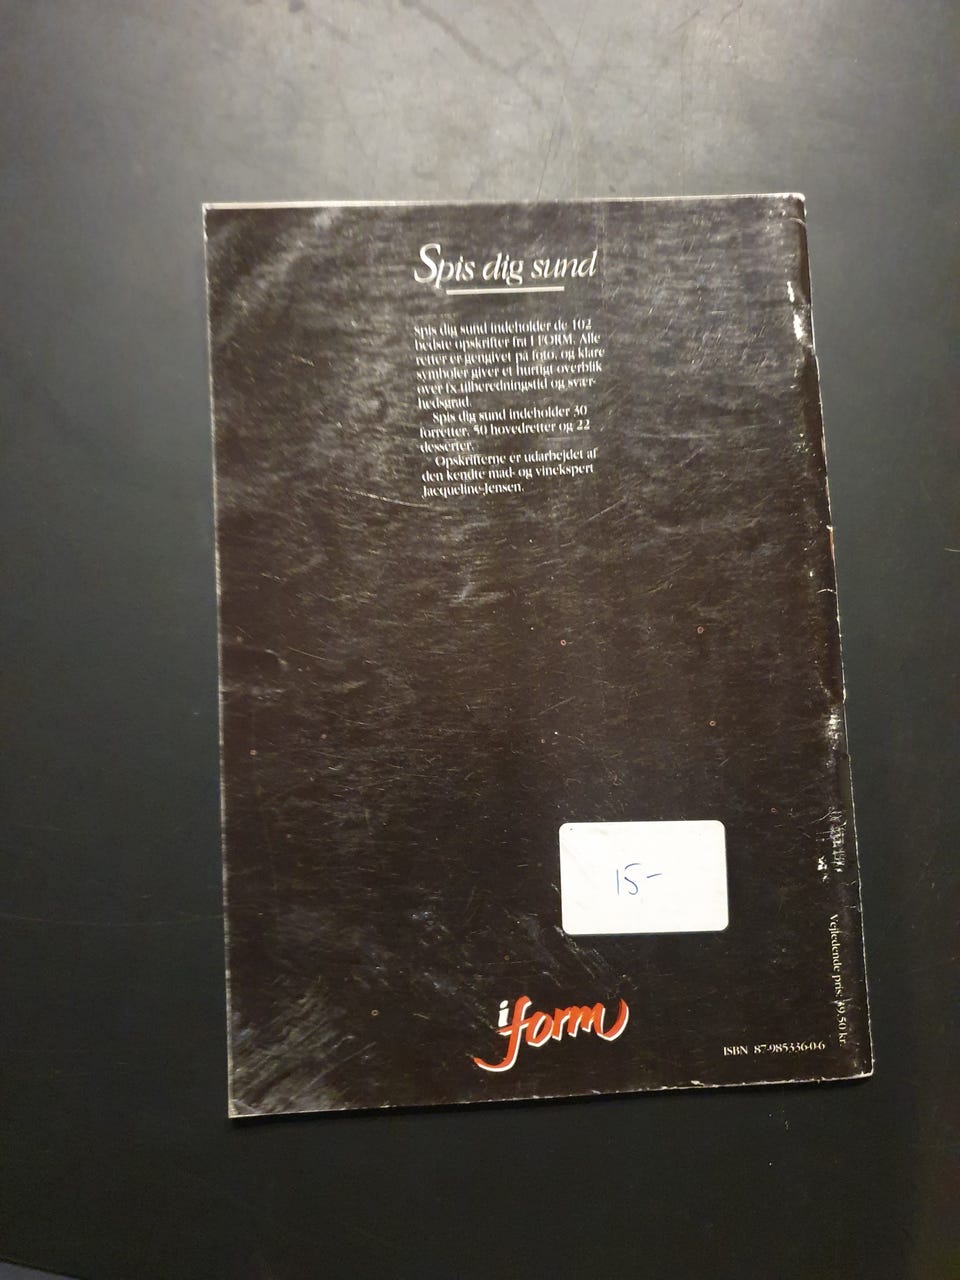 Spis dig sund
Spis dig sund indeholder de 102
bedste opskrifter fra I FORM. Alle
retter er gengivet på foto, og klare
symboler giver et hurtigt overblik
over fx tilberedningstid og svær-
hedsgrad.
Spis dig sund indeholder 30
forretter, 50 hovedretter og 22
desserter.
Opskrifterne er udarbejdet af
den kendte mad- og vinekspert
Jacqueline-Jensen.
15,-
i form
ISBN 87-985336-0-6
Vejledende pris: